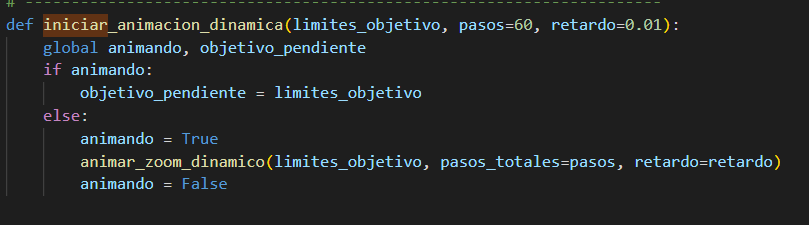 # ----------------------------------------------------------------------
def iniciar_animacion_dinamica(limites_objetivo, pasos=60, retardo=0.01):
    global animando, objetivo_pendiente
    if animando:
        objetivo_pendiente = limites_objetivo
    else:
        animando = True
        animar_zoom_dinamico(limites_objetivo, pasos_totales=pasos, retardo=retardo)
        animando = False